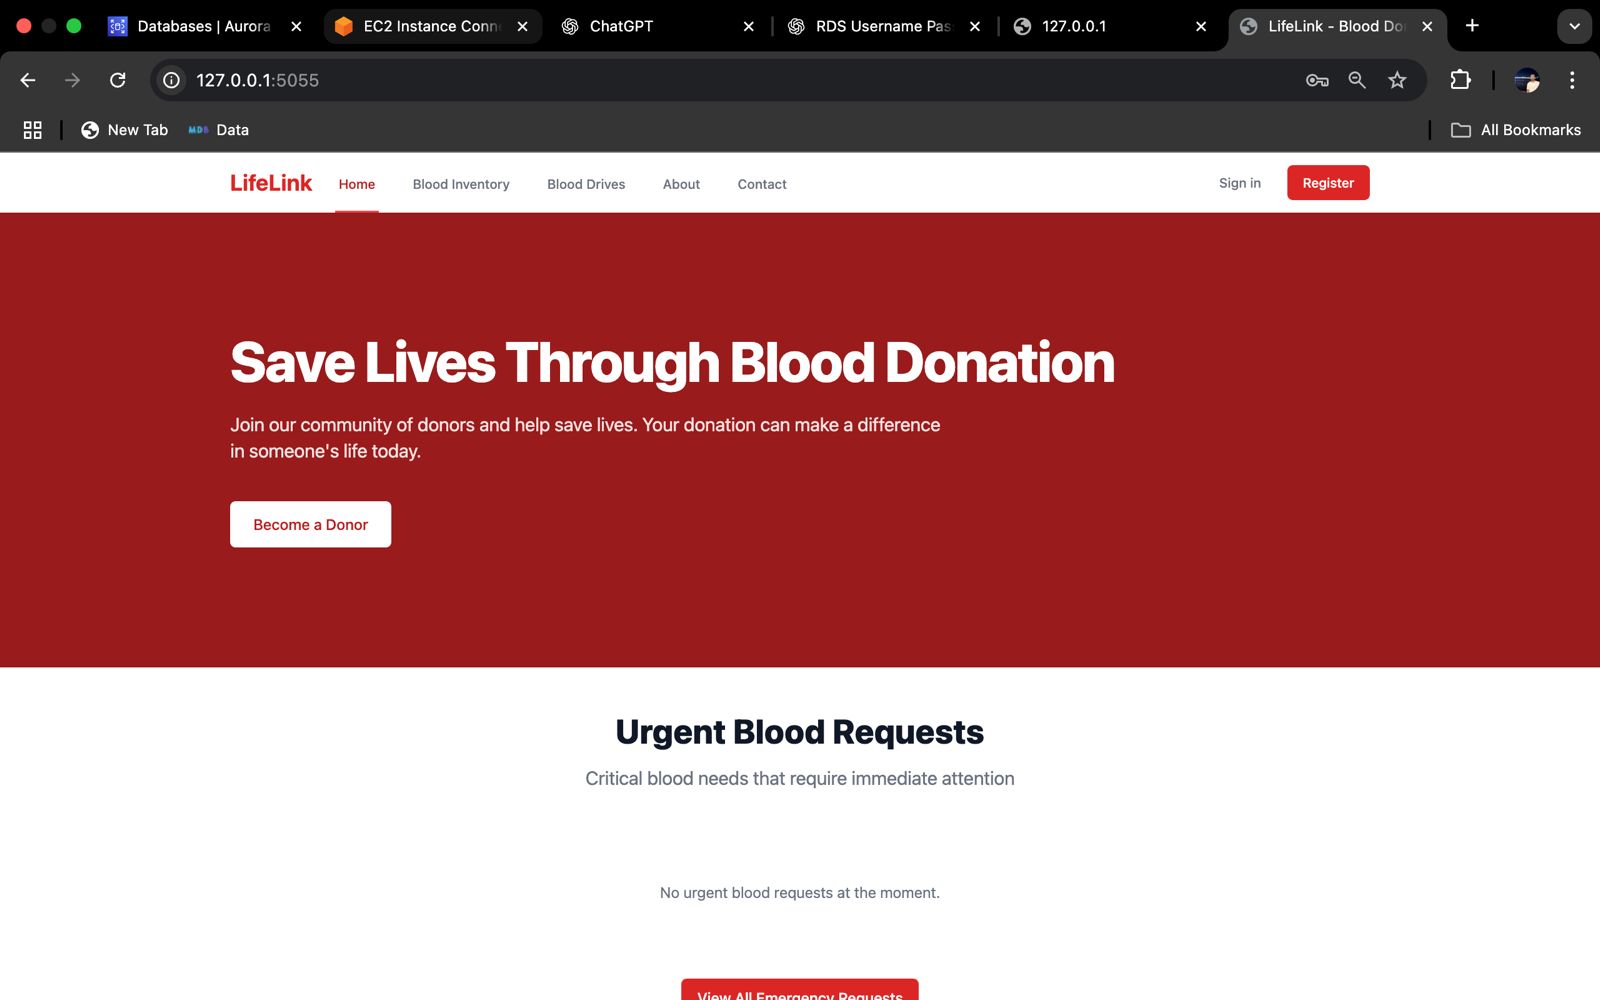 Databases | Aurora
EC2 Instance Conn
ChatGPT
RDS Username Pas
127.0.0.1
LifeLink - Blood Do
127.0.0.1:5055
New Tab
MDB Data
All Bookmarks
LifeLink
Home
Blood Inventory
Blood Drives
About
Contact
Sign in
Register
Save Lives Through Blood Donation
Join our community of donors and help save lives. Your donation can make a difference
in someone's life today.
Become a Donor
Urgent Blood Requests
Critical blood needs that require immediate attention
No urgent blood requests at the moment.
View All Emergency Requests